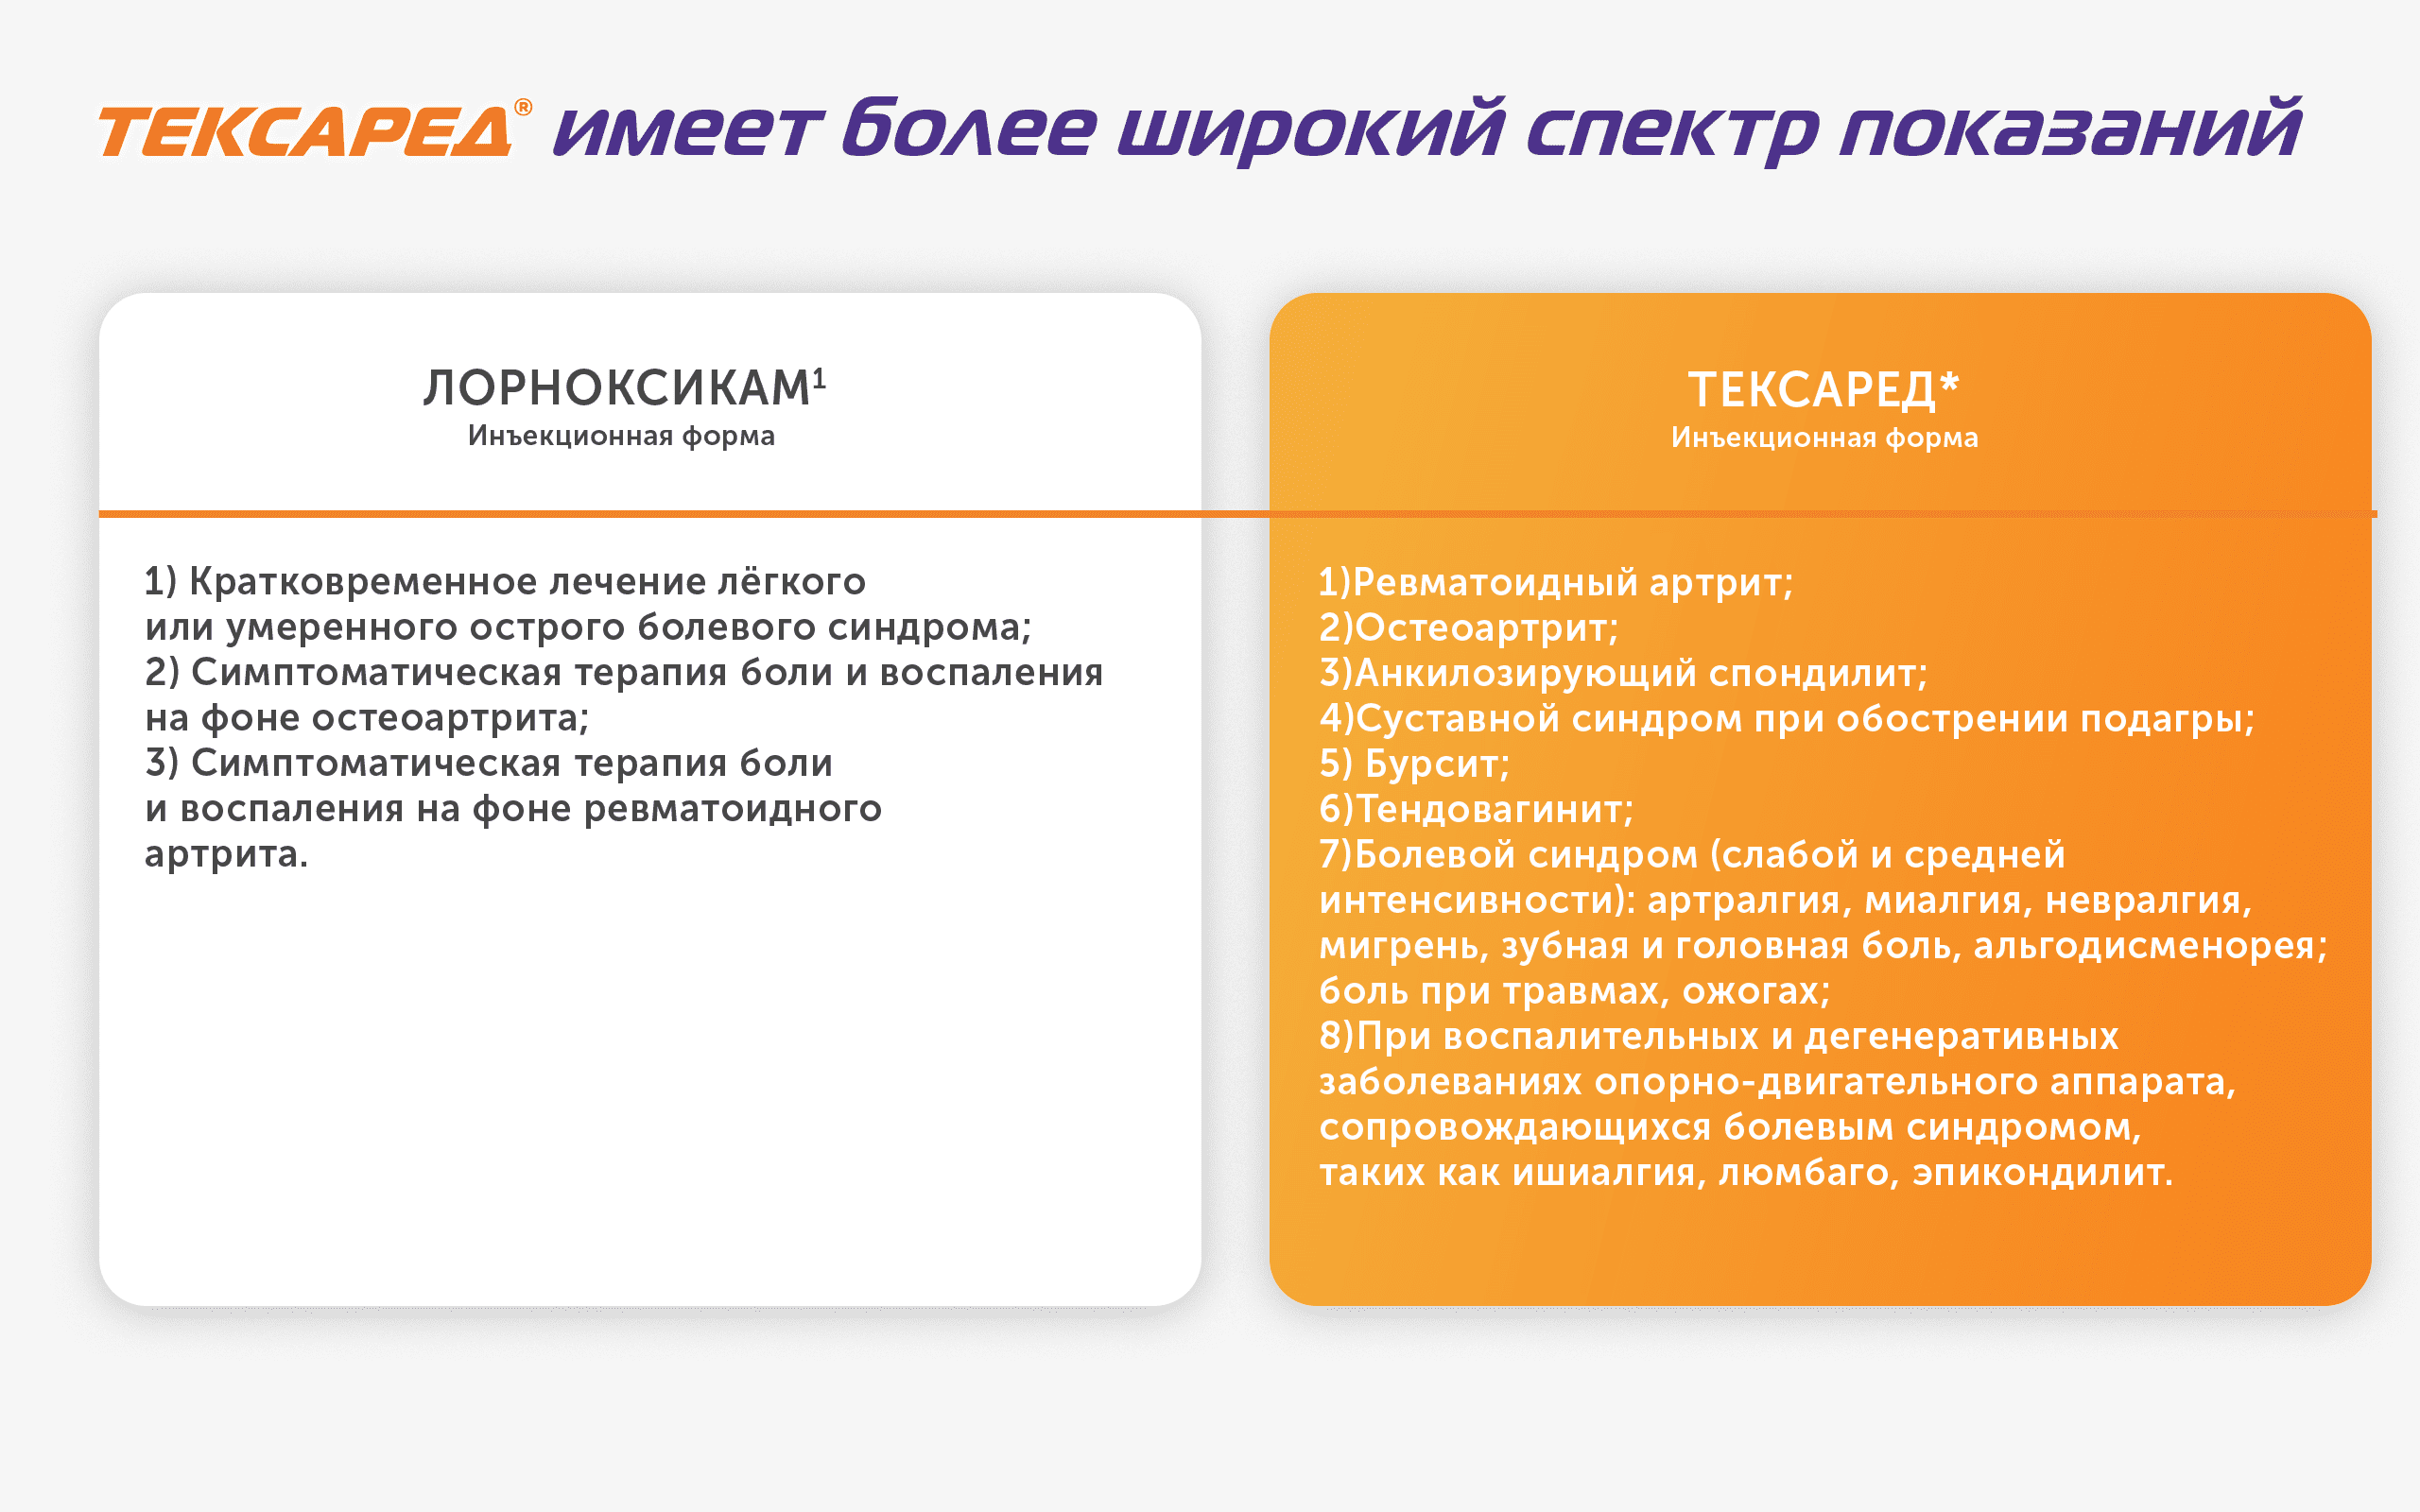 ТЕКСАРЕД® имеет более широкий спектр показаний
ЛОРНОКСИКАМ¹
Инъекционная форма
1) Кратковременное лечение лёгкого
или умеренного острого болевого синдрома;
2) Симптоматическая терапия боли и воспаления
на фоне остеоартрита;
3) Симптоматическая терапия боли
и воспаления на фоне ревматоидного
артрита.
ТЕКСАРЕД*
Инъекционная форма
1)Ревматоидный артрит;
2)Остеоартрит;
3)Анкилозирующий спондилит;
4)Суставной синдром при обострении подагры;
5) Бурсит;
6)Тендовагинит;
7)Болевой синдром (слабой и средней
интенсивности): артралгия, миалгия, невралгия,
мигрень, зубная и головная боль, альгодисменорея;
боль при травмах, ожогах;
8)При воспалительных и дегенеративных
заболеваниях опорно-двигательного аппарата,
сопровождающихся болевым синдромом,
таких как ишиалгия, люмбаго, эпикондилит.